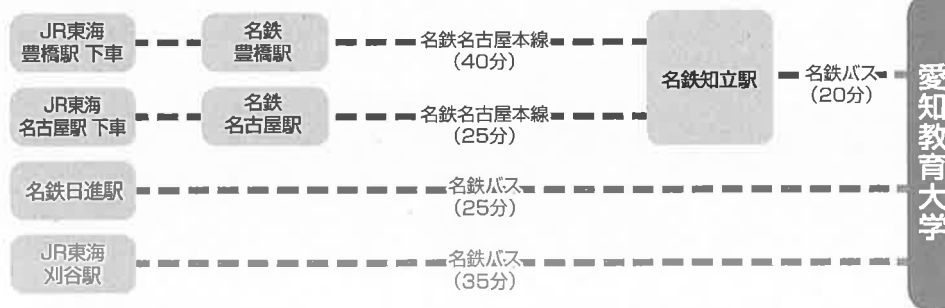 JR東海
豊橋駅 下車
名鉄
豊橋駅
名鉄名古屋本線
(40分)
JR東海
名古屋駅 下車
名鉄
名古屋駅
名鉄名古屋本線
(25分)
名鉄知立駅
名鉄バス
(20分)
名鉄日進駅
名鉄バス
(25分)
JR東海
刈谷駅
名鉄バス
(35分)
愛知教育大学